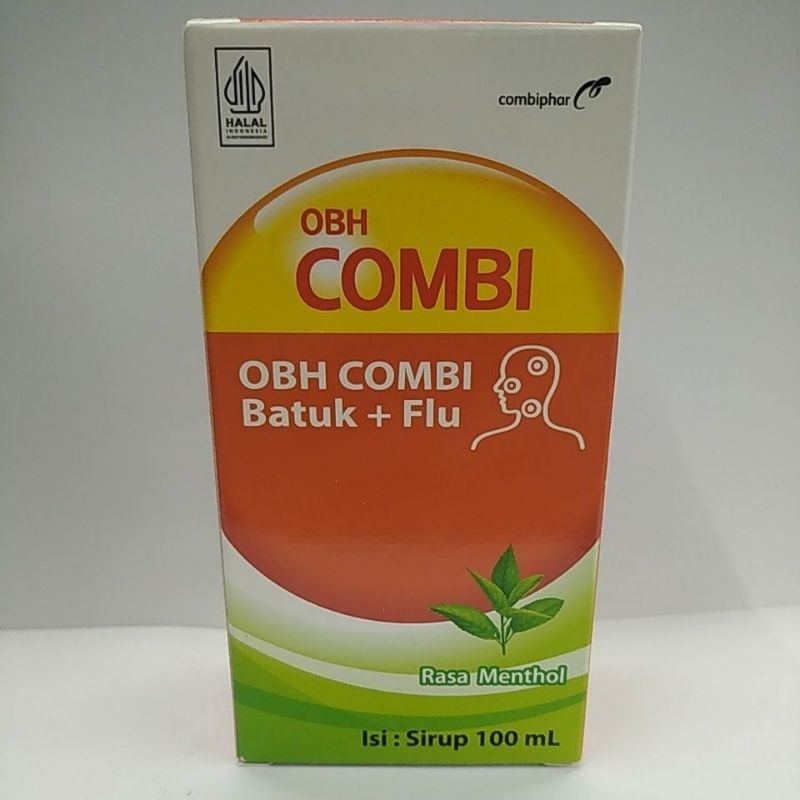 HALAL
INDONESIA
combiphar
OBH
COMBI
OBH COMBI
Batuk + Flu
Rasa Menthol
Isi : Sirup 100 mL